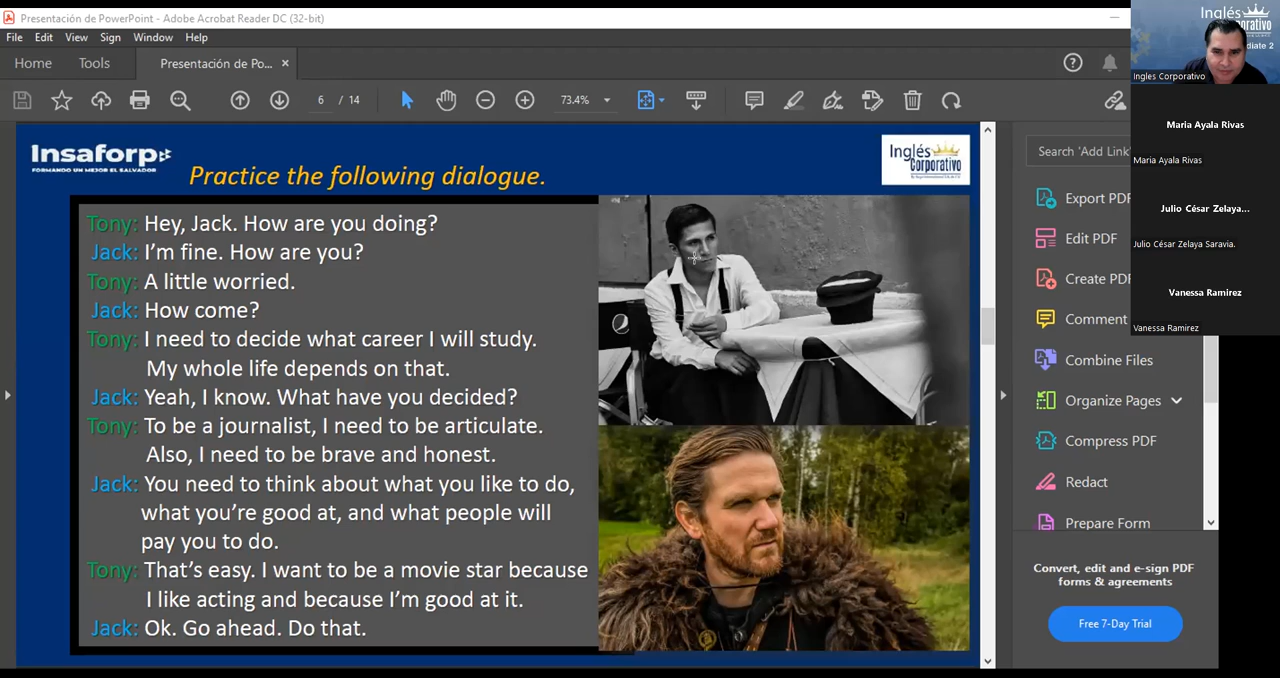 Presentación de PowerPoint - Adobe Acrobat Reader DC (32-bit)
File Edit View Sign Window Help
Home Tools Presentación de Po... ×
6 / 14 73.4%
Insaforp
FORMANDO UN MEJOR EL SALVADOR
Practice the following dialogue.
Inglés
Corporativo
Tony: Hey, Jack. How are you doing?
Jack: I’m fine. How are you?
Tony: A little worried.
Jack: How come?
Tony: I need to decide what career I will study.
My whole life depends on that.
Jack: Yeah, I know. What have you decided?
Tony: To be a journalist, I need to be articulate.
Also, I need to be brave and honest.
Jack: You need to think about what you like to do,
what you’re good at, and what people will
pay you to do.
Tony: That’s easy. I want to be a movie star because
I like acting and because I’m good at it.
Jack: Ok. Go ahead. Do that.
Search 'Add Link'
Export PDF
Edit PDF
Create PDF
Comment
Combine Files
Organize Pages
Compress PDF
Redact
Prepare Form
Convert, edit and e-sign PDF
forms & agreements
Free 7-Day Trial
Inglés
orativo
diate 2
Ingles Corporativo
Maria Ayala Rivas
Maria Ayala Rivas
Julio César Zelaya...
Julio César Zelaya Saravia.
Vanessa Ramirez
Vanessa Ramirez